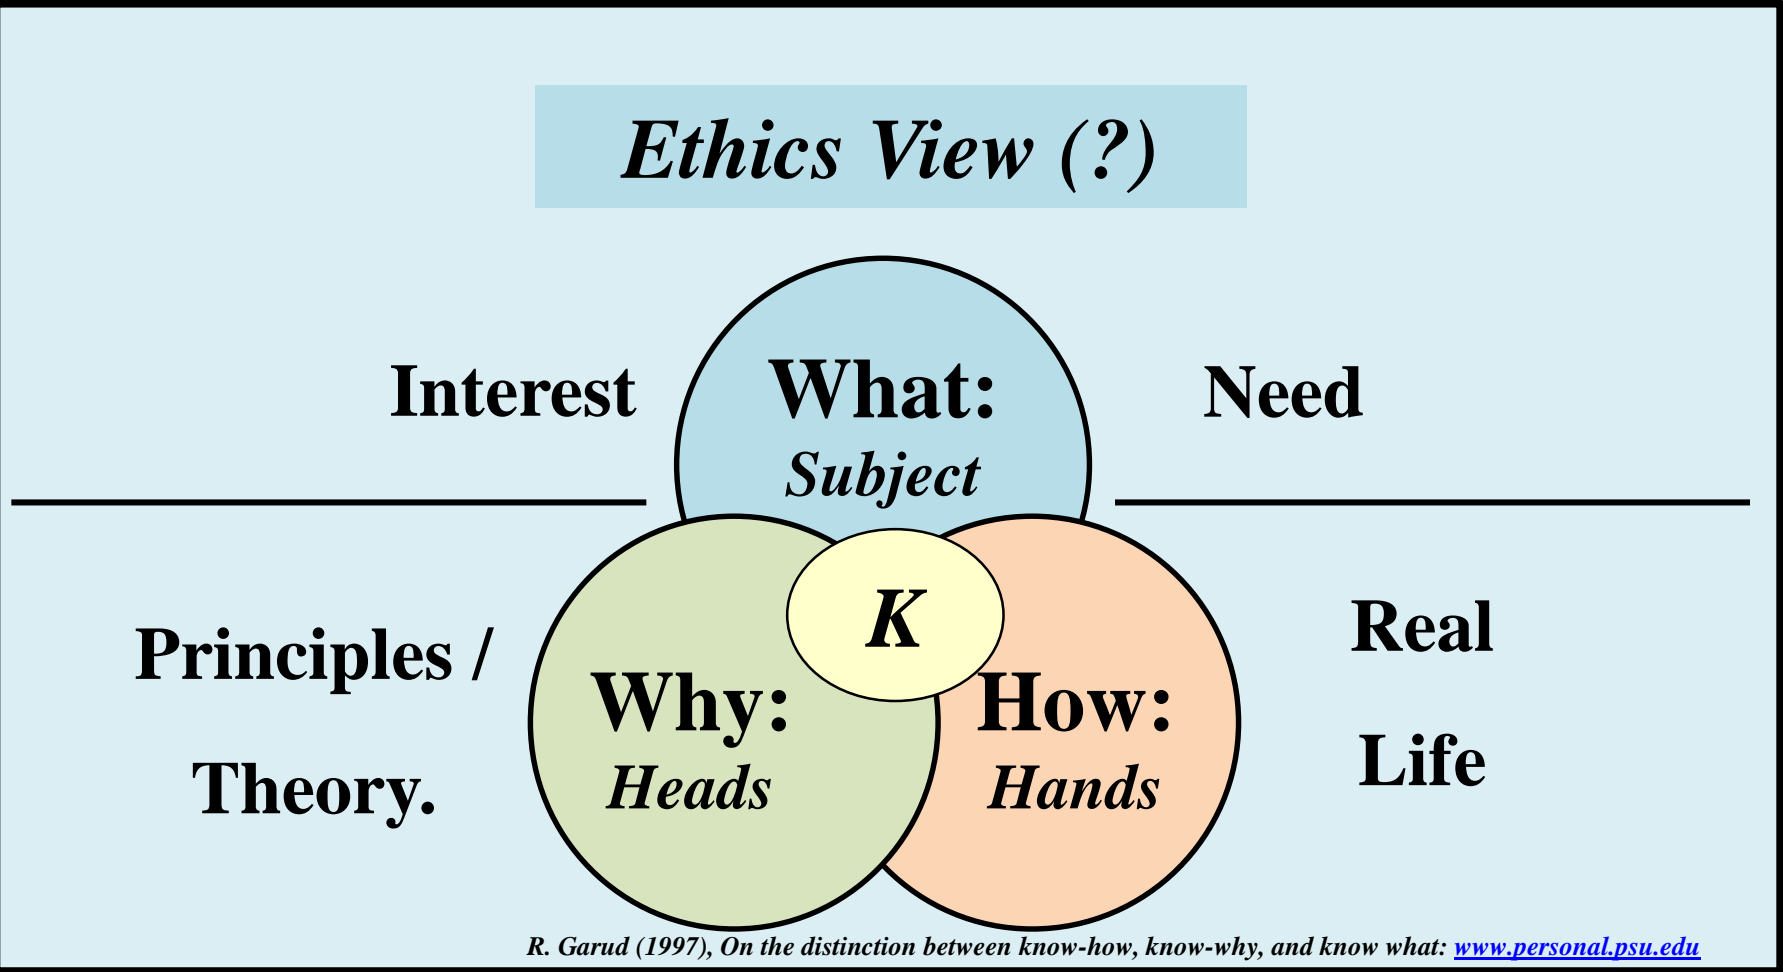 Ethics View (?)
Interest
What:
Subject
Need
Principles /
Theory.
Why:
Heads
K
How:
Hands
Real
Life
R. Garud (1997), On the distinction between know-how, know-why, and know what: www.personal.psu.edu